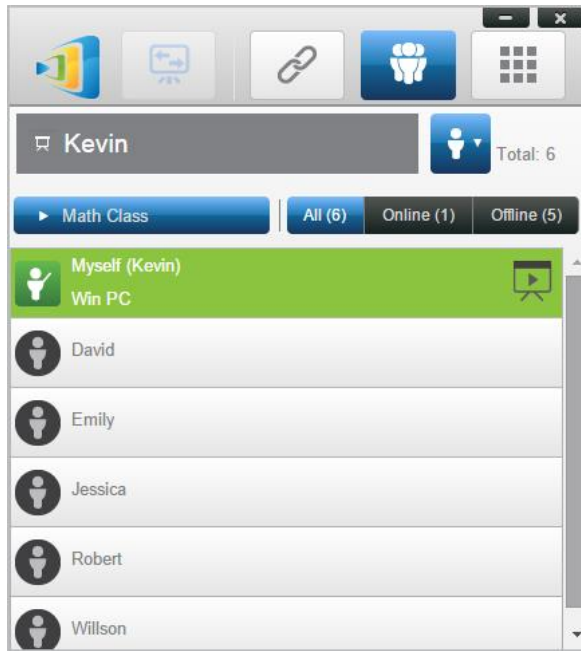 Kevin
Total: 6
Math Class
All (6) Online (1) Offline (5)
Myself (Kevin)
Win PC
David
Emily
Jessica
Robert
Willson